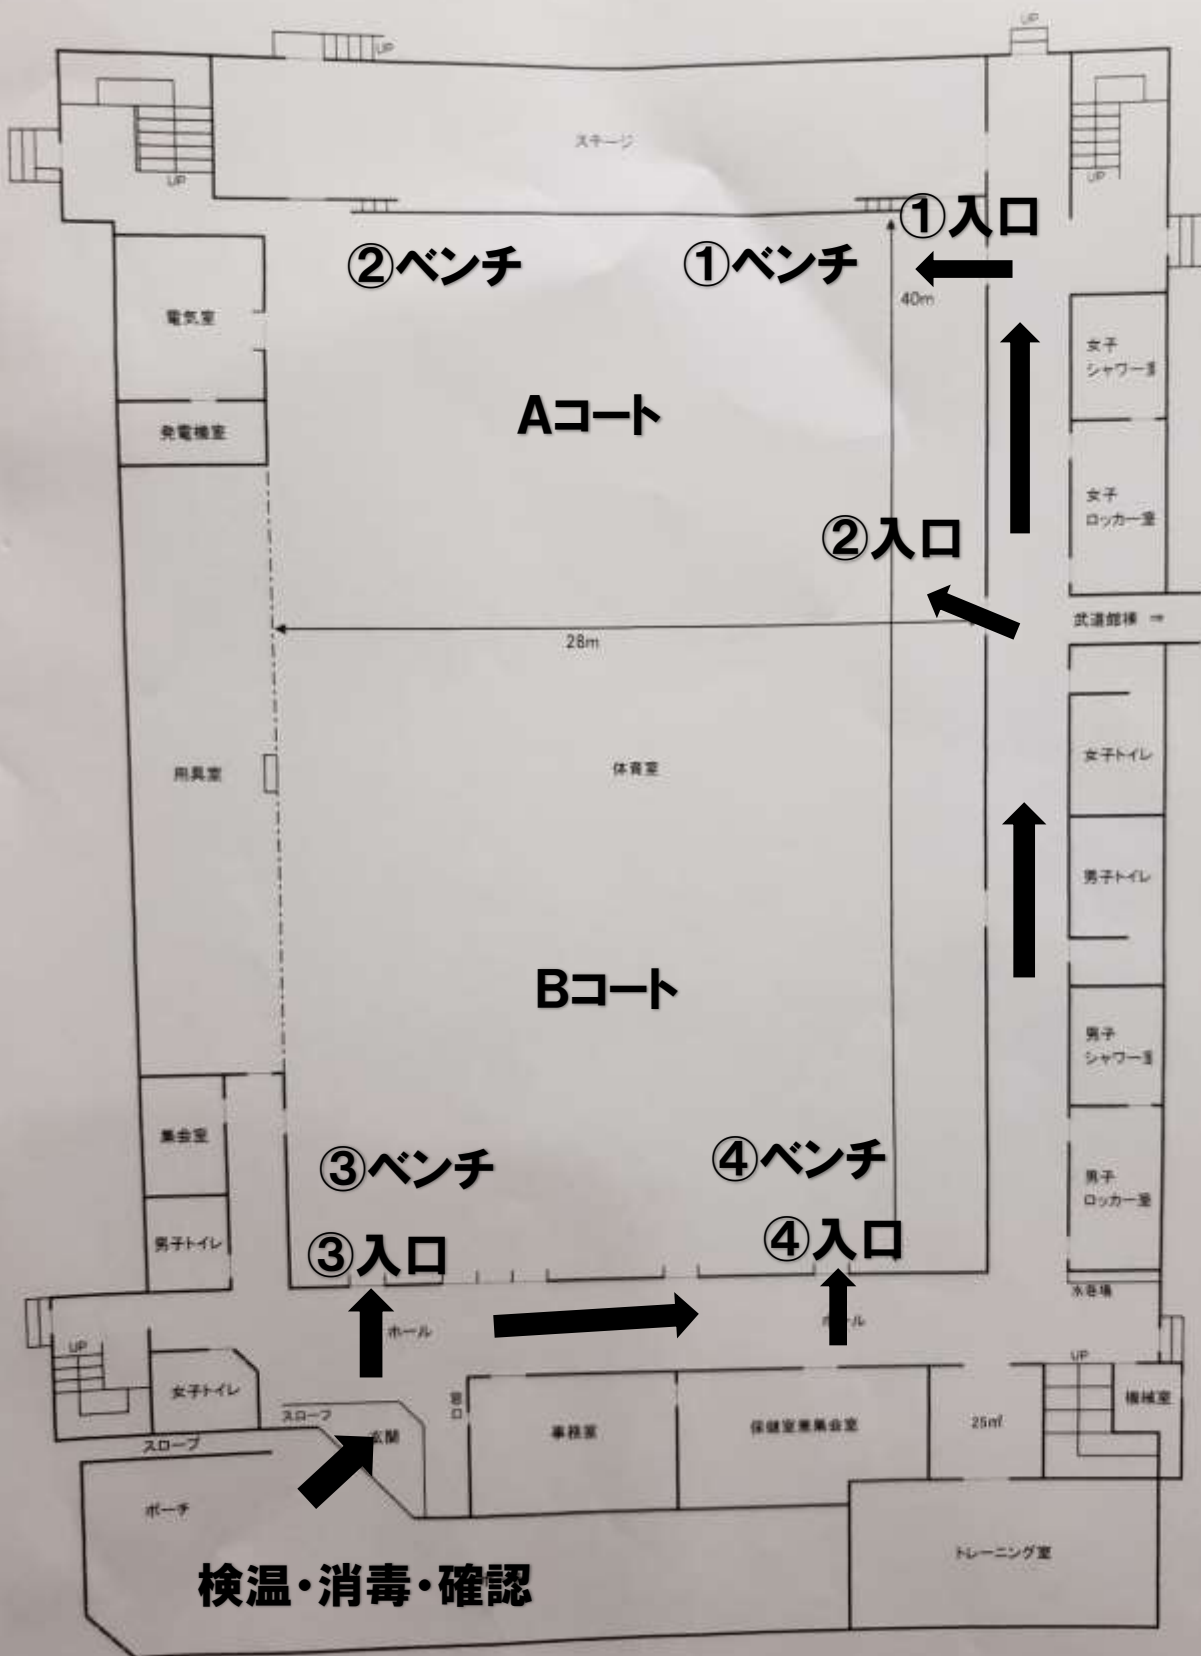 UP
UP
ステージ
UP
UP
①入口
②ベンチ
①ベンチ
40m
電気室
女子
シャワー室
Aコート
発電機室
女子
ロッカー室
②入口
武道館棟 ⇒
28m
女子トイレ
用具室
体育室
男子トイレ
Bコート
男子
シャワー室
集会室
③ベンチ
④ベンチ
男子
ロッカー室
男子トイレ
③入口
④入口
水呑場
ホール
ホール
UP
UP
女子トイレ
スロープ
玄関
窓口
事務室
保健室兼集会室
25㎡
機械室
スロープ
ポーチ
トレーニング室
検温・消毒・確認